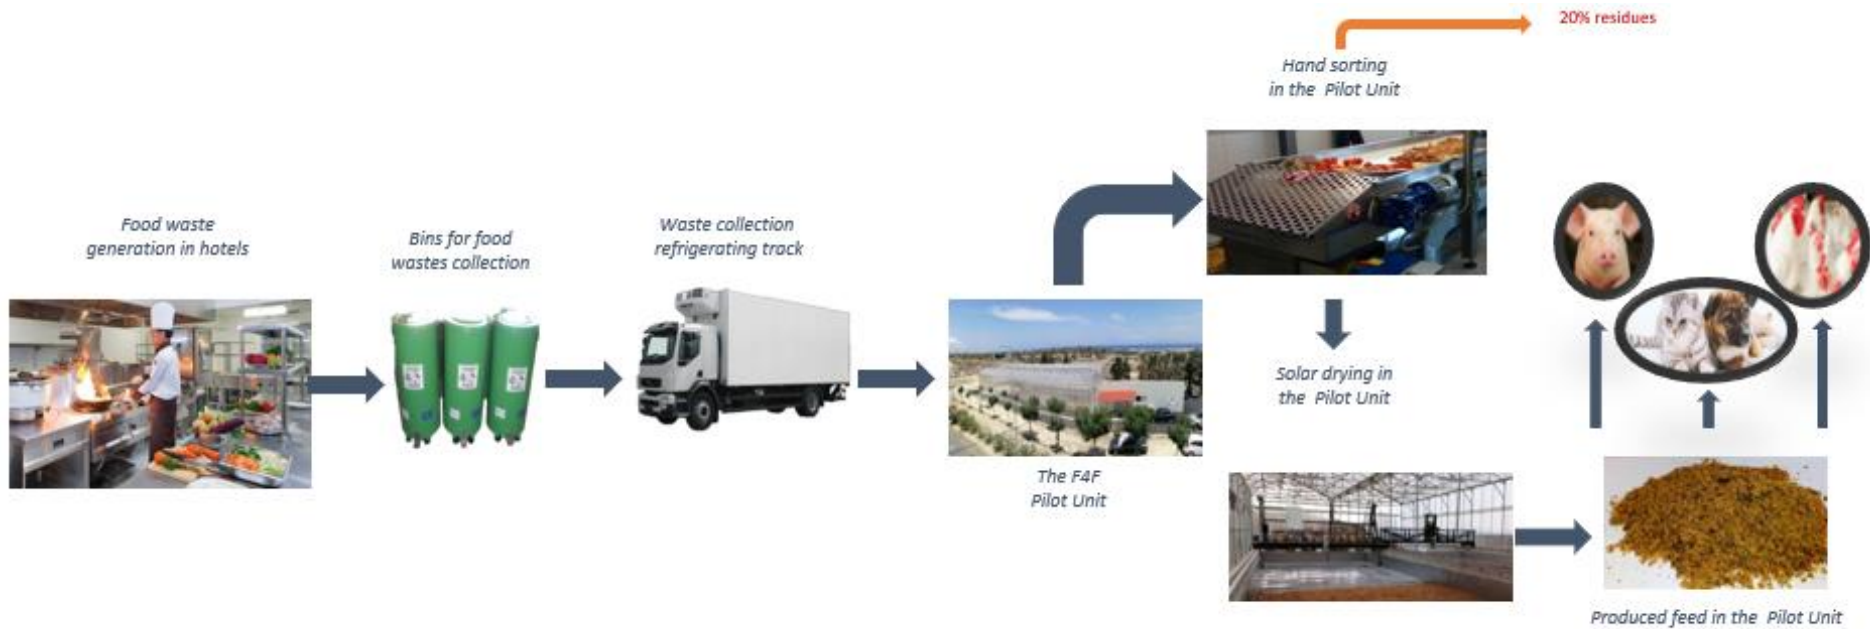 20% residues
Hand sorting
in the Pilot Unit
Food waste
generation in hotels
Bins for food
wastes collection
Waste collection
refrigerating track
Solar drying in
the Pilot Unit
The F4F
Pilot Unit
Produced feed in the Pilot Unit